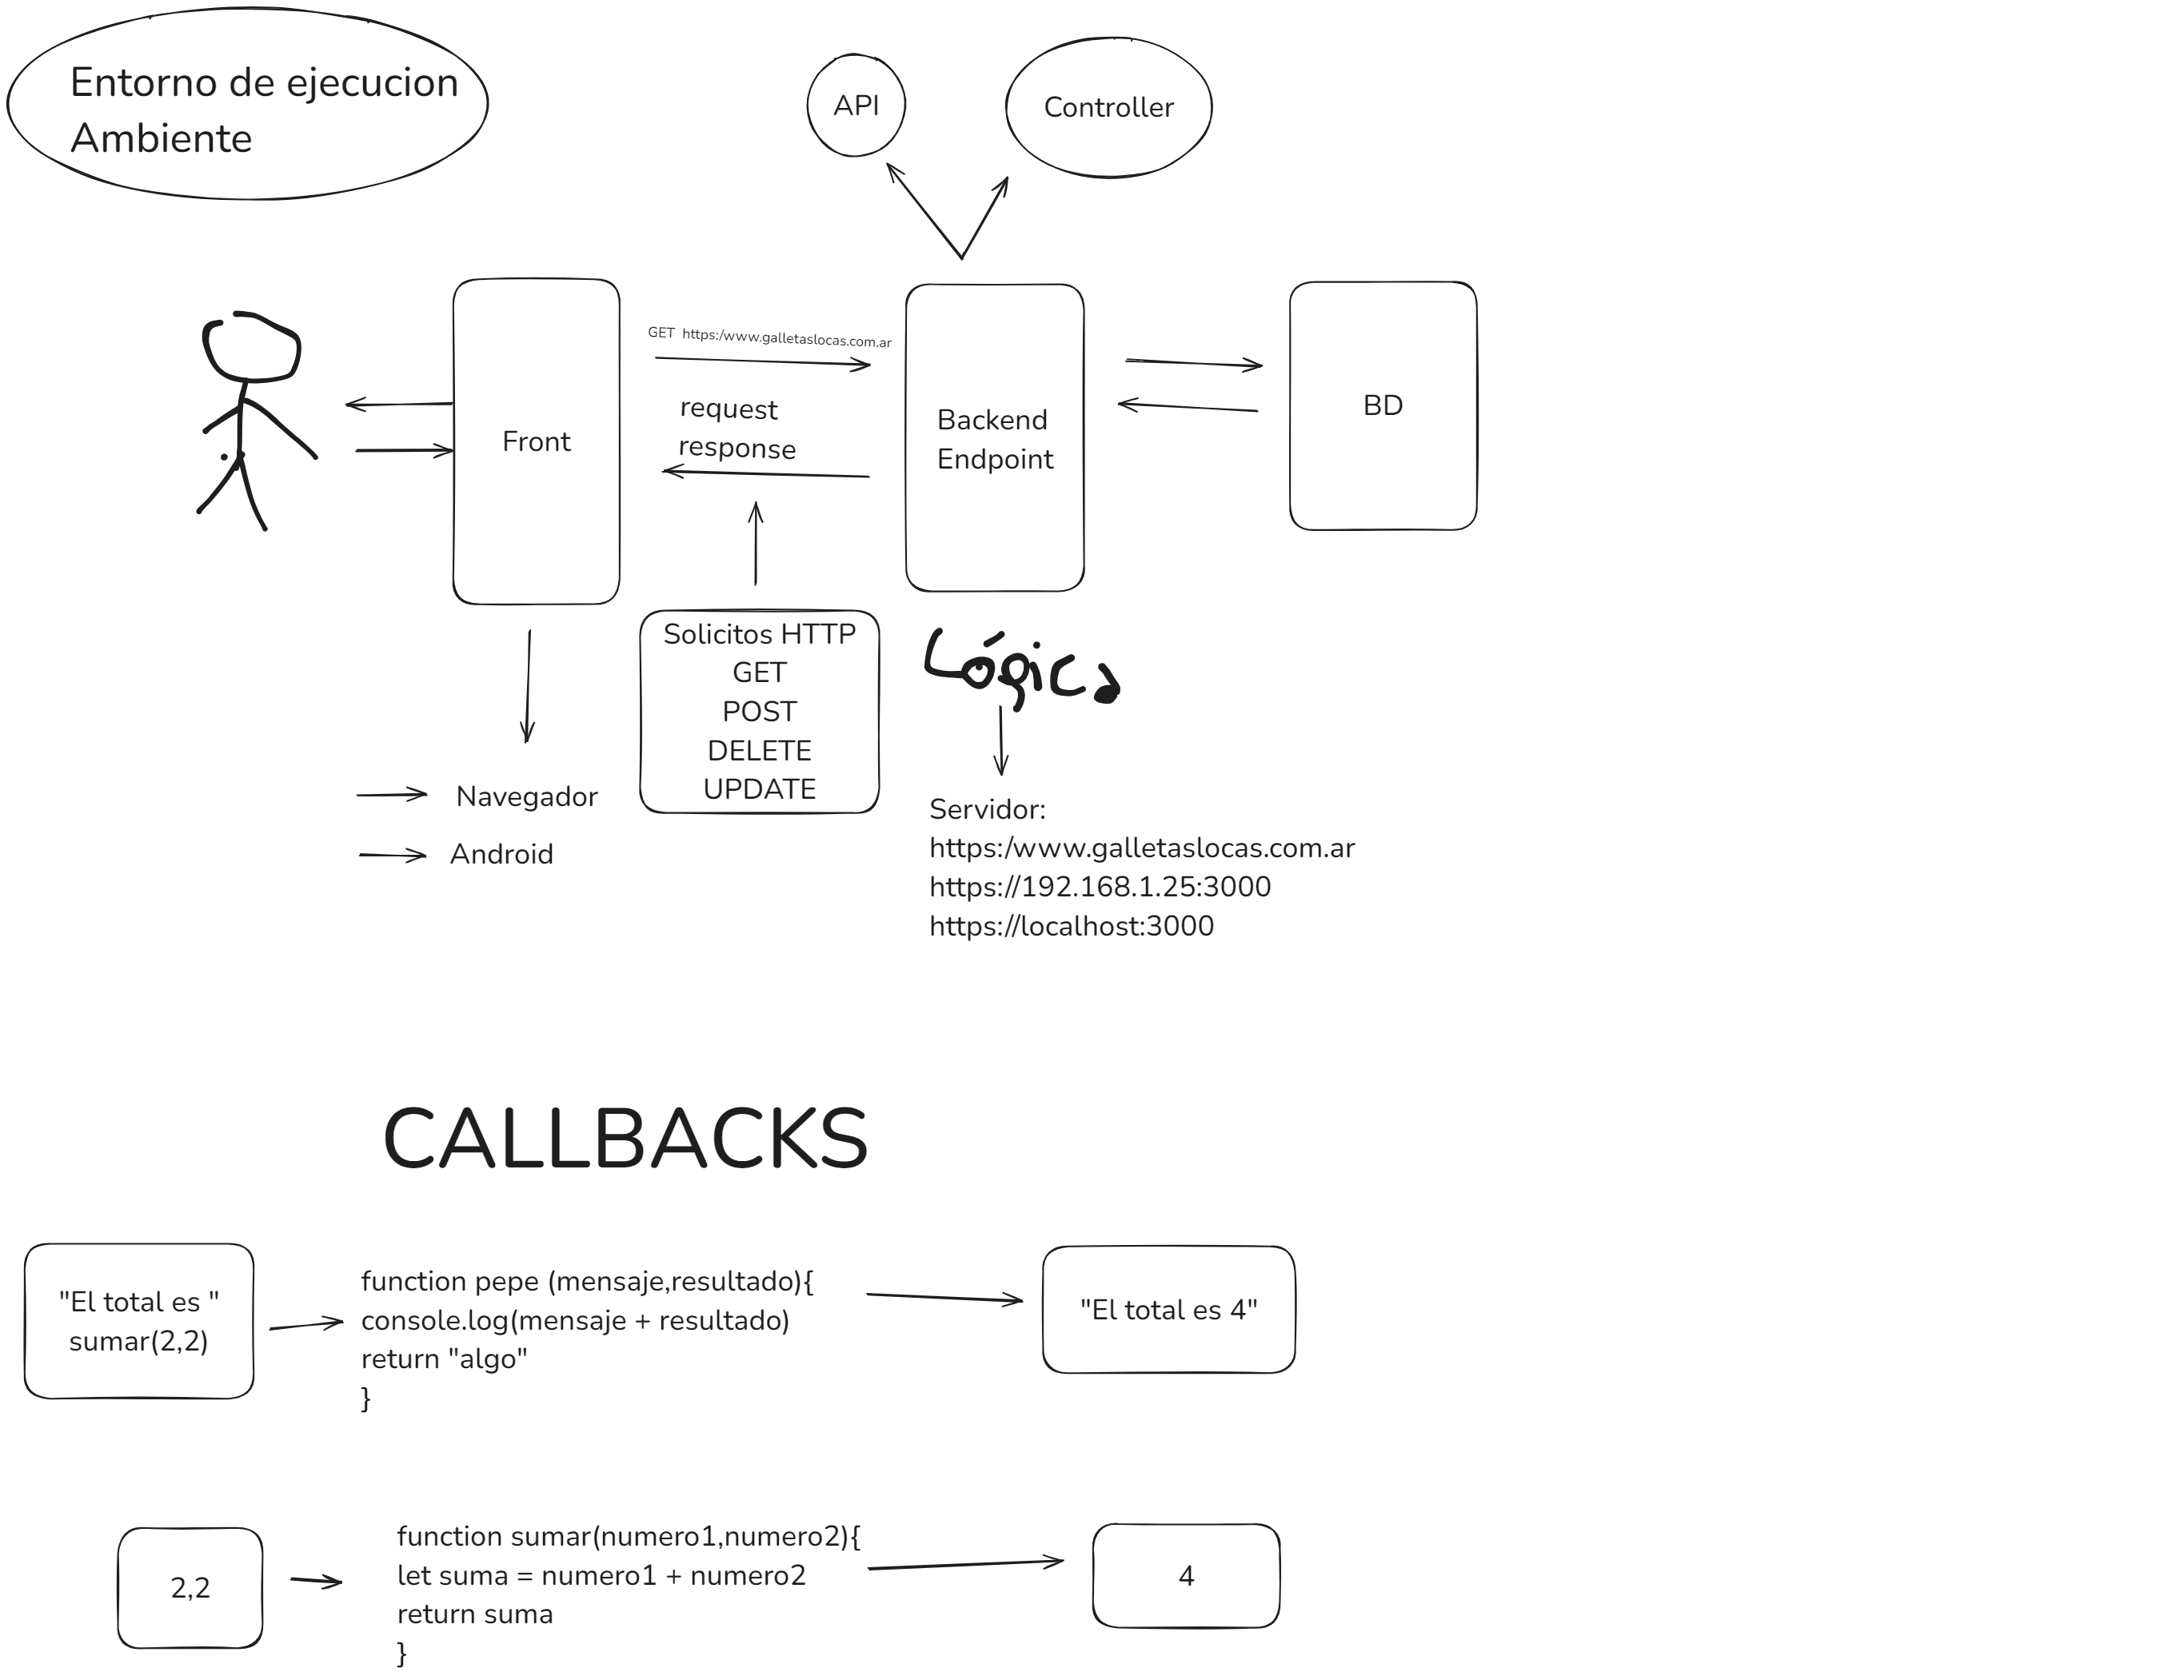 Entorno de ejecucion
Ambiente
API
Controller
Front
GET https:/www.galletaslocas.com.ar
request
response
Backend
Endpoint
BD
Solicitos HTTP
GET
POST
DELETE
UPDATE
Lógica
Navegador
Android
Servidor:
https:/www.galletaslocas.com.ar
https://192.168.1.25:3000
https://localhost:3000
CALLBACKS
"El total es "
sumar(2,2)
function pepe (mensaje,resultado){
console.log(mensaje + resultado)
return "algo"
}
"El total es 4"
2,2
function sumar(numero1,numero2){
let suma = numero1 + numero2
return suma
}
4